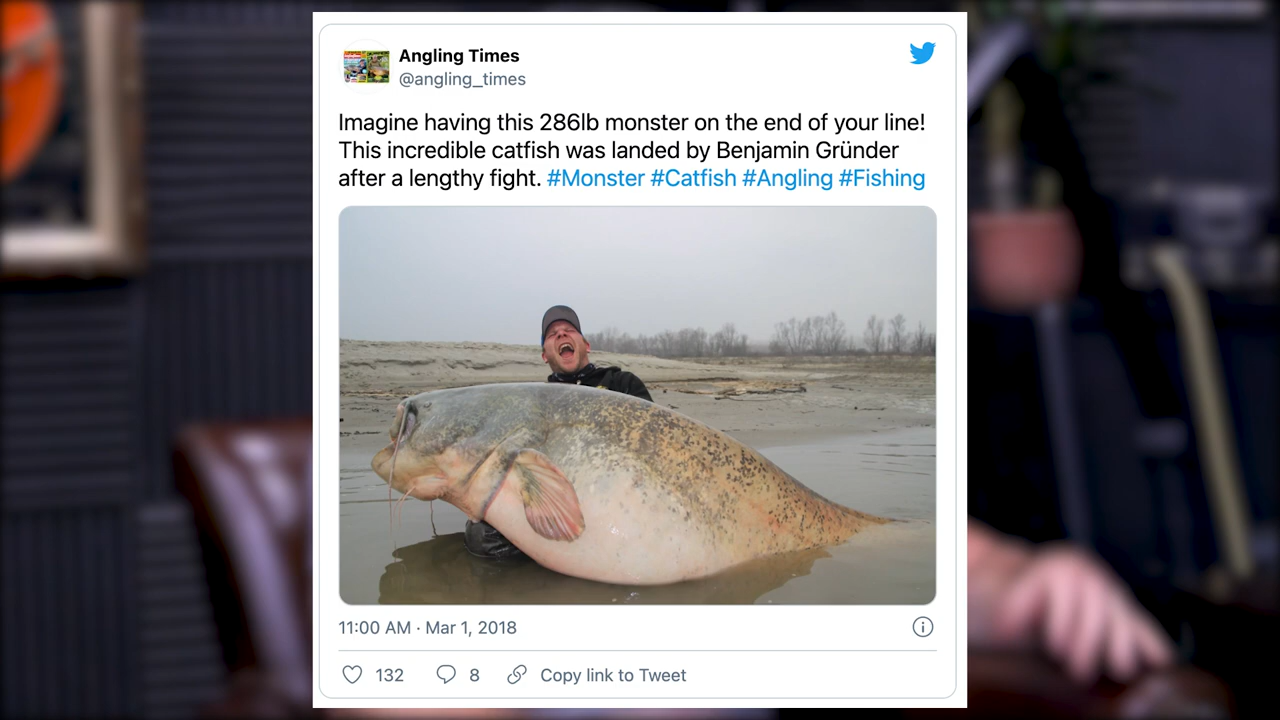 Angling Times
@angling_times
Imagine having this 286lb monster on the end of your line!
This incredible catfish was landed by Benjamin Gründer
after a lengthy fight. #Monster #Catfish #Angling #Fishing
11:00 AM · Mar 1, 2018
132
8
Copy link to Tweet